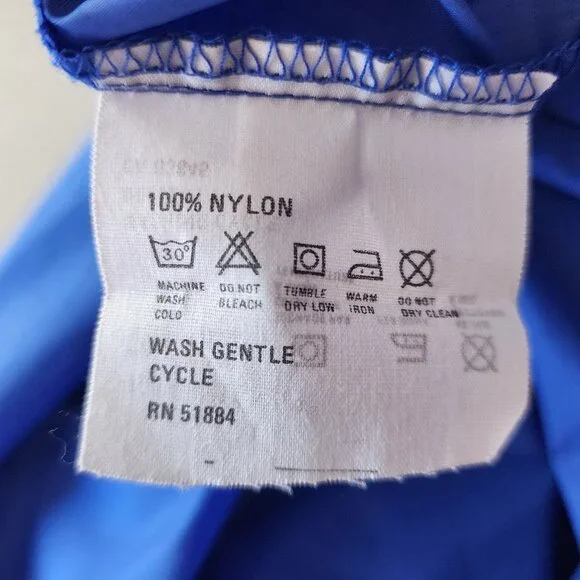 100% NYLON
30°
MACHINE WASH COLD
DO NOT BLEACH
TUMBLE DRY LOW
WARM IRON
DO NOT DRY CLEAN
WASH GENTLE
CYCLE
RN 51884